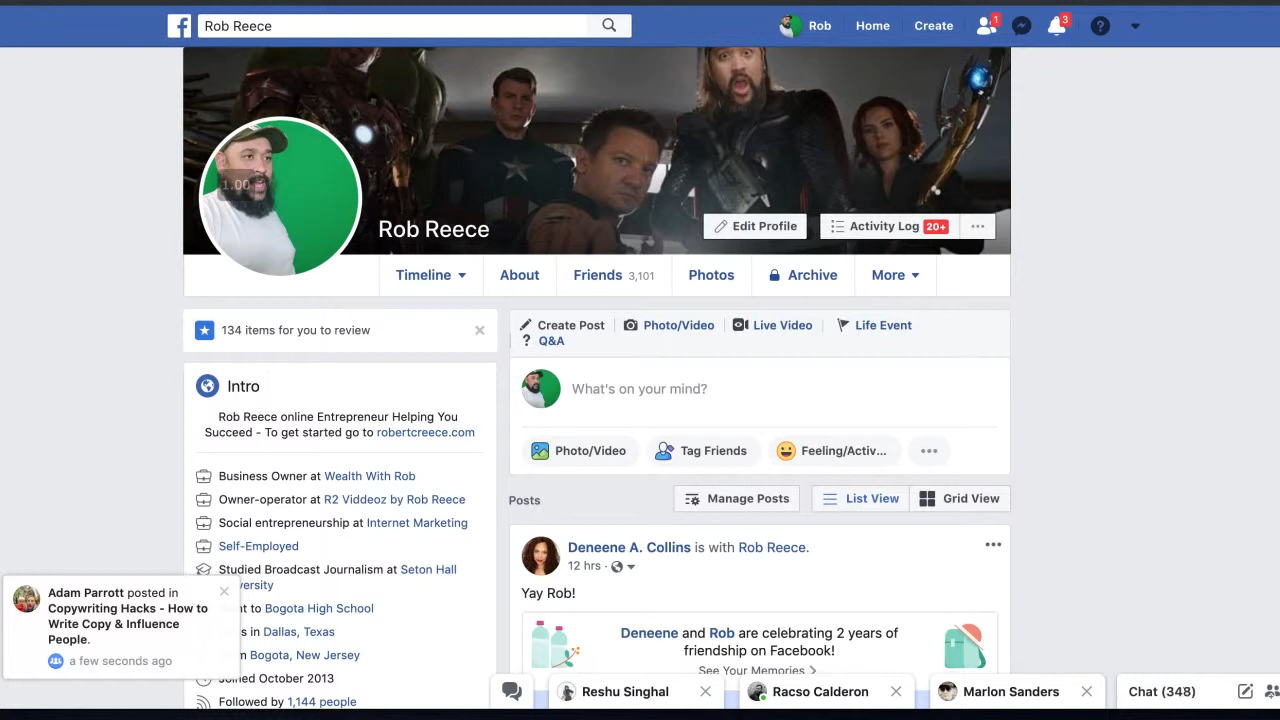 Rob Reece
Rob
Home
Create
1
3
1.00
Rob Reece
Edit Profile
Activity Log 20+
Timeline
About
Friends 3,101
Photos
Archive
More
134 items for you to review
Create Post
Photo/Video
Live Video
Life Event
Q&A
Intro
What's on your mind?
Rob Reece online Entrepreneur Helping You
Succeed - To get started go to robertcreece.com
Photo/Video
Tag Friends
Feeling/Activ...
Business Owner at Wealth With Rob
Owner-operator at R2 Viddeoz by Rob Reece
Social entrepreneurship at Internet Marketing
Self-Employed
Studied Broadcast Journalism at Seton Hall
Bogota High School
in Dallas, Texas
Bogota, New Jersey
Joined October 2013
Followed by 1,144 people
Posts
Manage Posts
List View
Grid View
Deneene A. Collins is with Rob Reece.
12 hrs
Yay Rob!
Deneene and Rob are celebrating 2 years of
friendship on Facebook!
See Your Memories
Adam Parrott posted in
Copywriting Hacks - How to
Write Copy & Influence
People.
a few seconds ago
Reshu Singhal
Racso Calderon
Marlon Sanders
Chat (348)